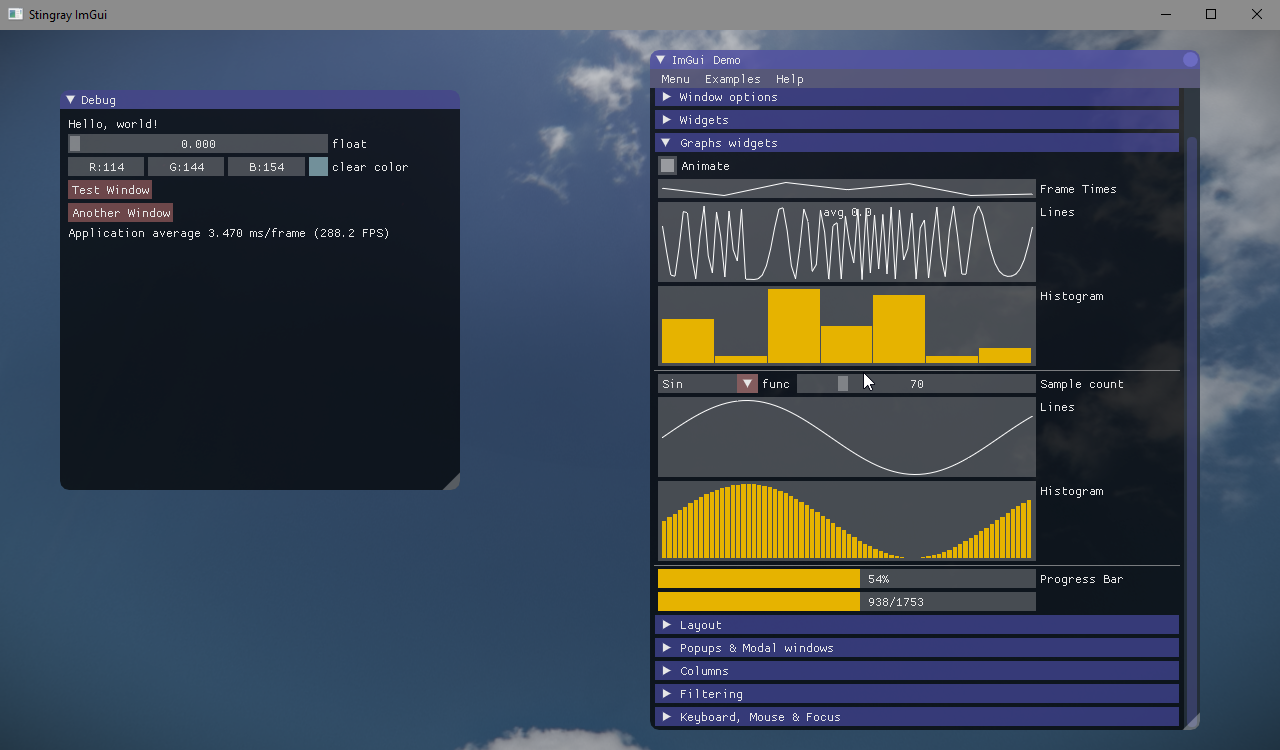 Stingray ImGui
Debug
Hello, world!
0.000 float
R:114 G:144 B:154 clear color
Test Window
Another Window
Application average 3.470 ms/frame (288.2 FPS)
ImGui Demo
Menu Examples Help
Window options
Widgets
Graphs widgets
Animate
Frame Times
avg 0.0 Lines
Histogram
Sin func 70 Sample count
Lines
Histogram
54% Progress Bar
938/1753
Layout
Popups & Modal windows
Columns
Filtering
Keyboard, Mouse & Focus